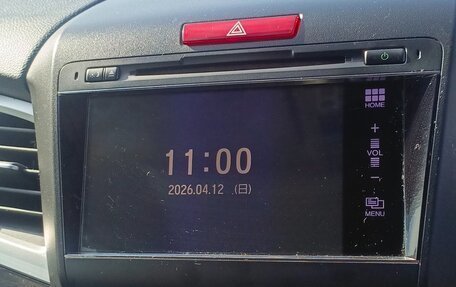 HOME
+
VOL
-
MENU
11:00
2026.04.12 (日)